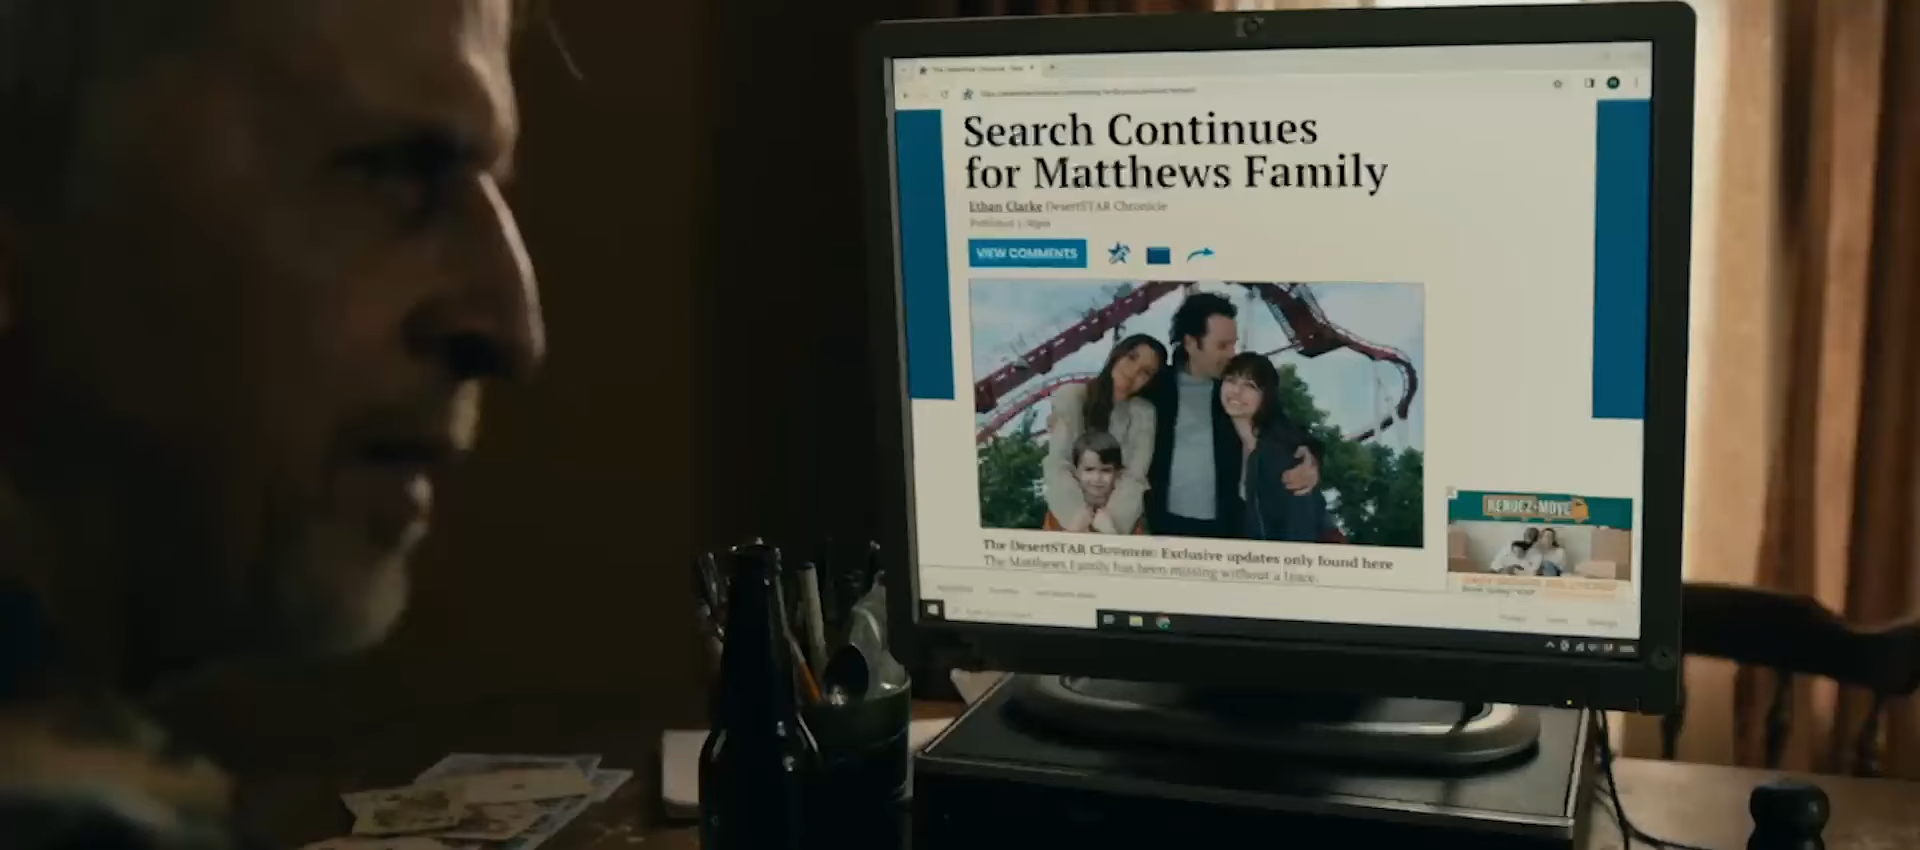 Search Continues
for Matthews Family
Ethan Clarke DesertSTAR Chronicle
VIEW COMMENTS
The DesertSTAR Chronicle: Exclusive updates only found here
The Matthews Family has been missing without a trace.